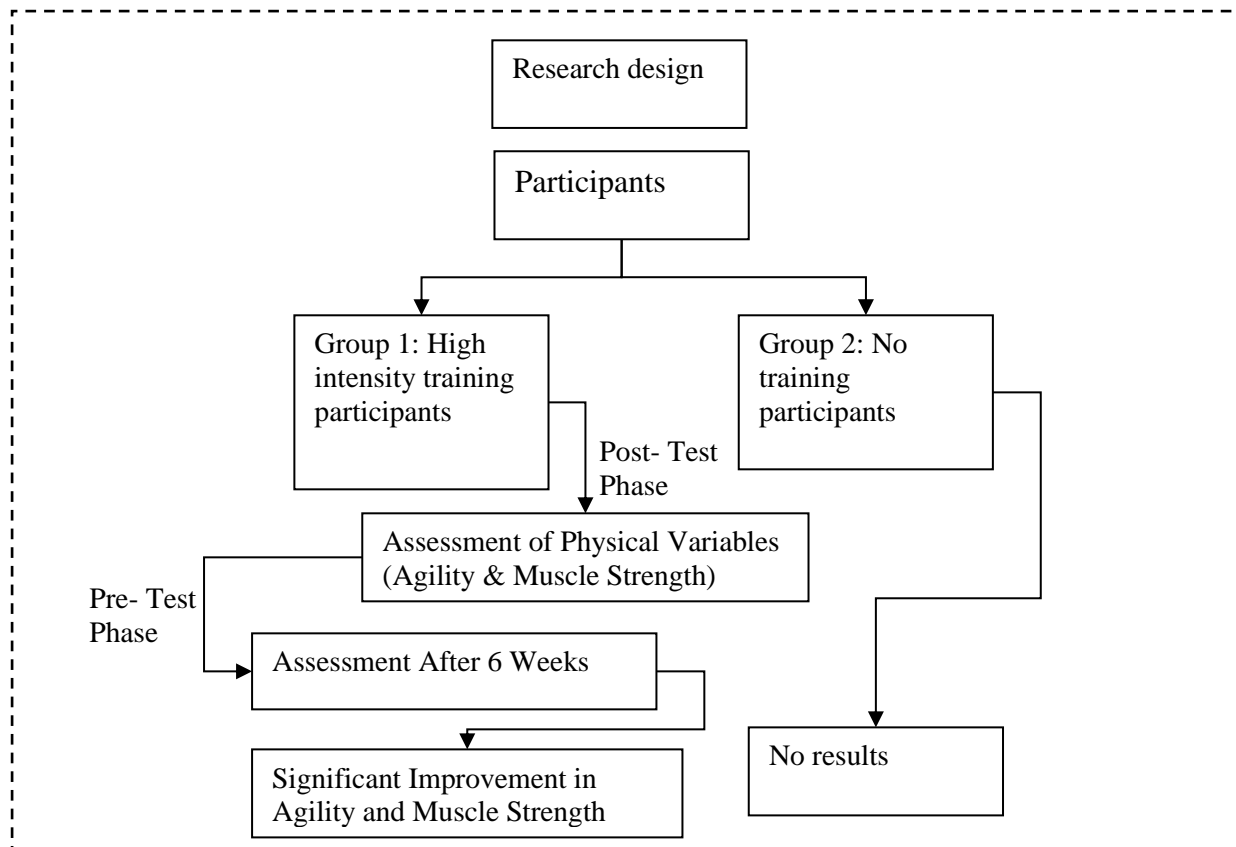 Research design
Participants
Group 1: High
intensity training
participants
Group 2: No
training
participants
Post- Test
Phase
Assessment of Physical Variables
(Agility & Muscle Strength)
Pre- Test
Phase
Assessment After 6 Weeks
No results
Significant Improvement in
Agility and Muscle Strength